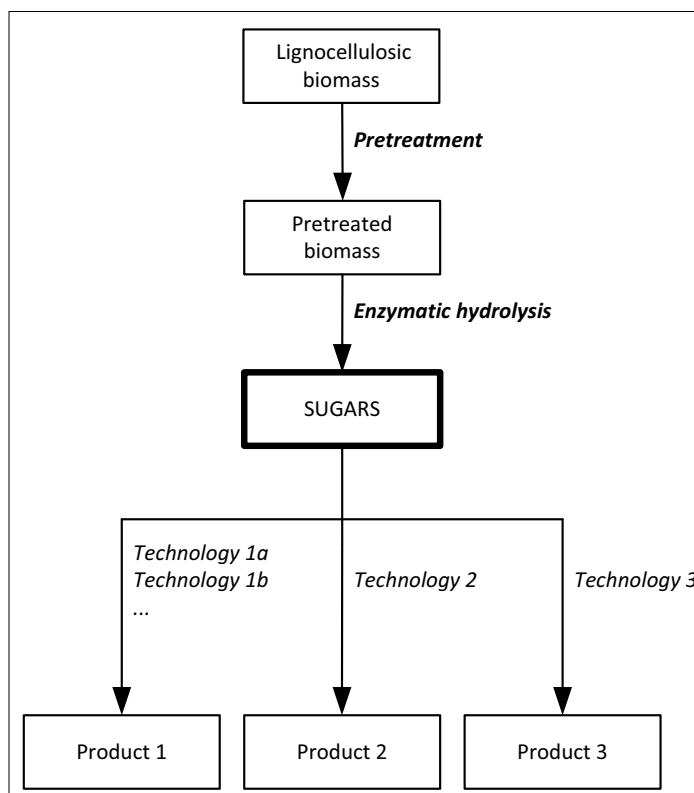 Lignocellulosic
biomass
Pretreatment
Pretreated
biomass
Enzymatic hydrolysis
SUGARS
Technology 1a
Technology 1b
...
Technology 2
Technology 3
Product 1
Product 2
Product 3